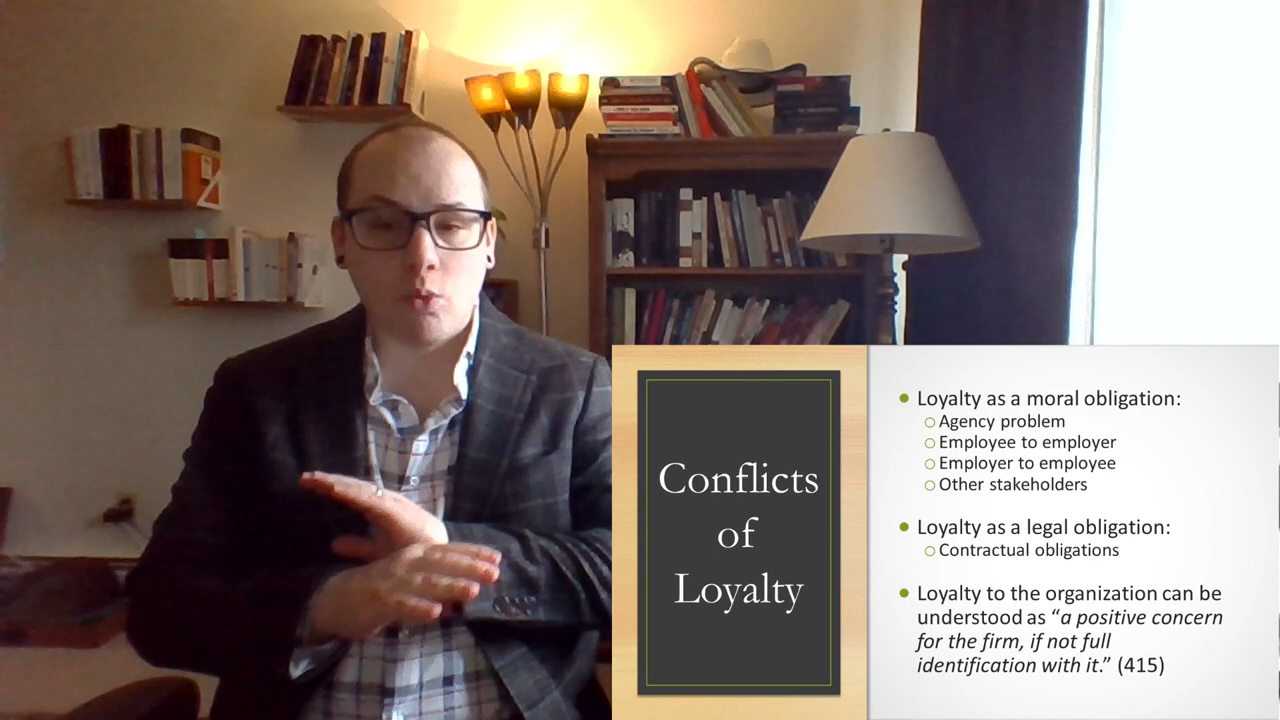 Conflicts
of
Loyalty
Loyalty as a moral obligation:
Agency problem
Employee to employer
Employer to employee
Other stakeholders
Loyalty as a legal obligation:
Contractual obligations
Loyalty to the organization can be
understood as “a positive concern
for the firm, if not full
identification with it.” (415)